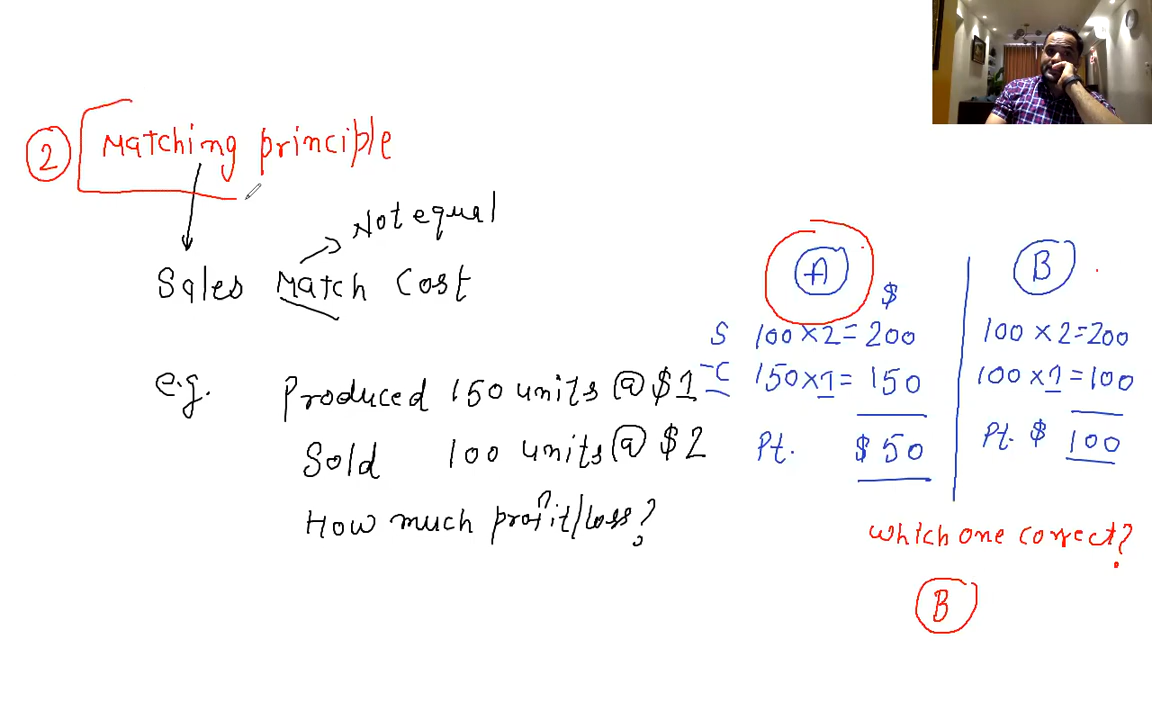 ② Matching principle
Not equal
Sales Match Cost
e.g. Produced 150 units @ $1
Sold 100 units @ $2
How much profit/loss?
A
$
S 100 × 2 = 200
-C 150 × 1 = 150
Pt. $ 50
B
100 × 2 = 200
100 × 1 = 100
Pt. $ 100
which one correct?
B